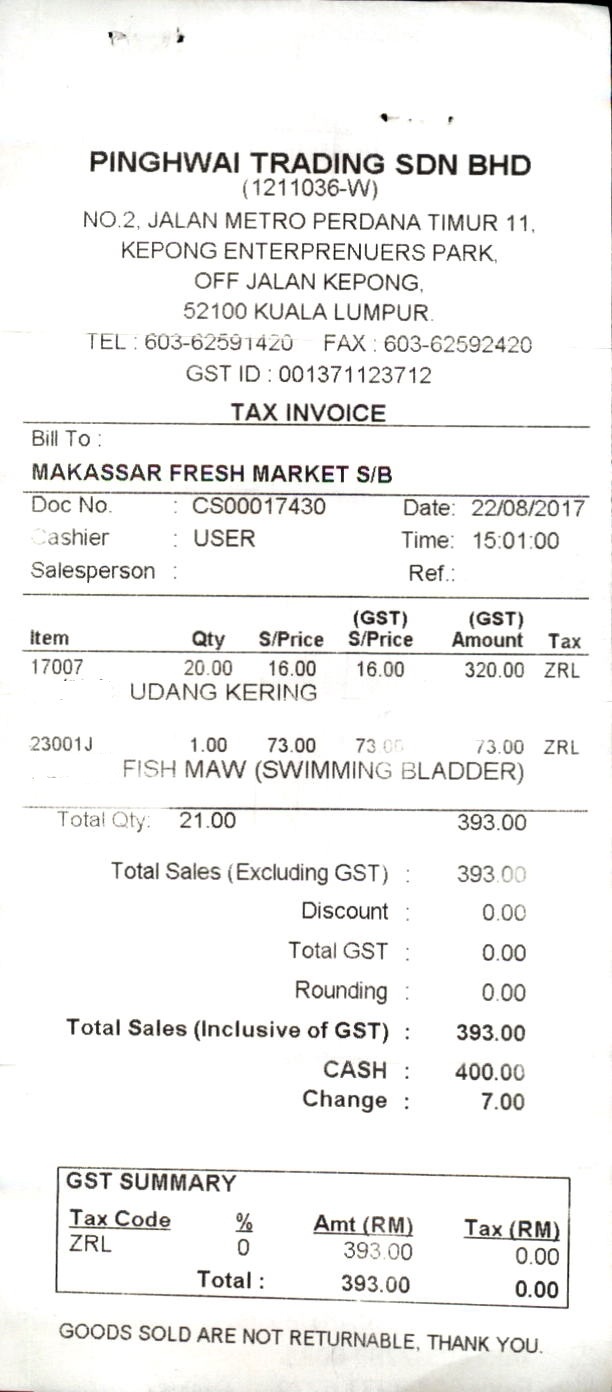 PINGHWAI TRADING SDN BHD
(1211036-W)
NO.2, JALAN METRO PERDANA TIMUR 11,
KEPONG ENTERPRENUERS PARK,
OFF JALAN KEPONG,
52100 KUALA LUMPUR.
TEL : 603-62591420 FAX : 603-62592420
GST ID : 001371123712
TAX INVOICE
Bill To :
MAKASSAR FRESH MARKET S/B
Doc No. : CS00017430 Date: 22/08/2017
Cashier : USER Time: 15:01:00
Salesperson : Ref.:
(GST) (GST)
Item Qty S/Price S/Price Amount Tax
17007 20.00 16.00 16.00 320.00 ZRL
UDANG KERING
23001J 1.00 73.00 73.00 73.00 ZRL
FISH MAW (SWIMMING BLADDER)
Total Qty: 21.00 393.00
Total Sales (Excluding GST) : 393.00
Discount : 0.00
Total GST : 0.00
Rounding : 0.00
Total Sales (Inclusive of GST) : 393.00
CASH : 400.00
Change : 7.00
GST SUMMARY
Tax Code % Amt (RM) Tax (RM)
ZRL 0 393.00 0.00
Total : 393.00 0.00
GOODS SOLD ARE NOT RETURNABLE, THANK YOU.